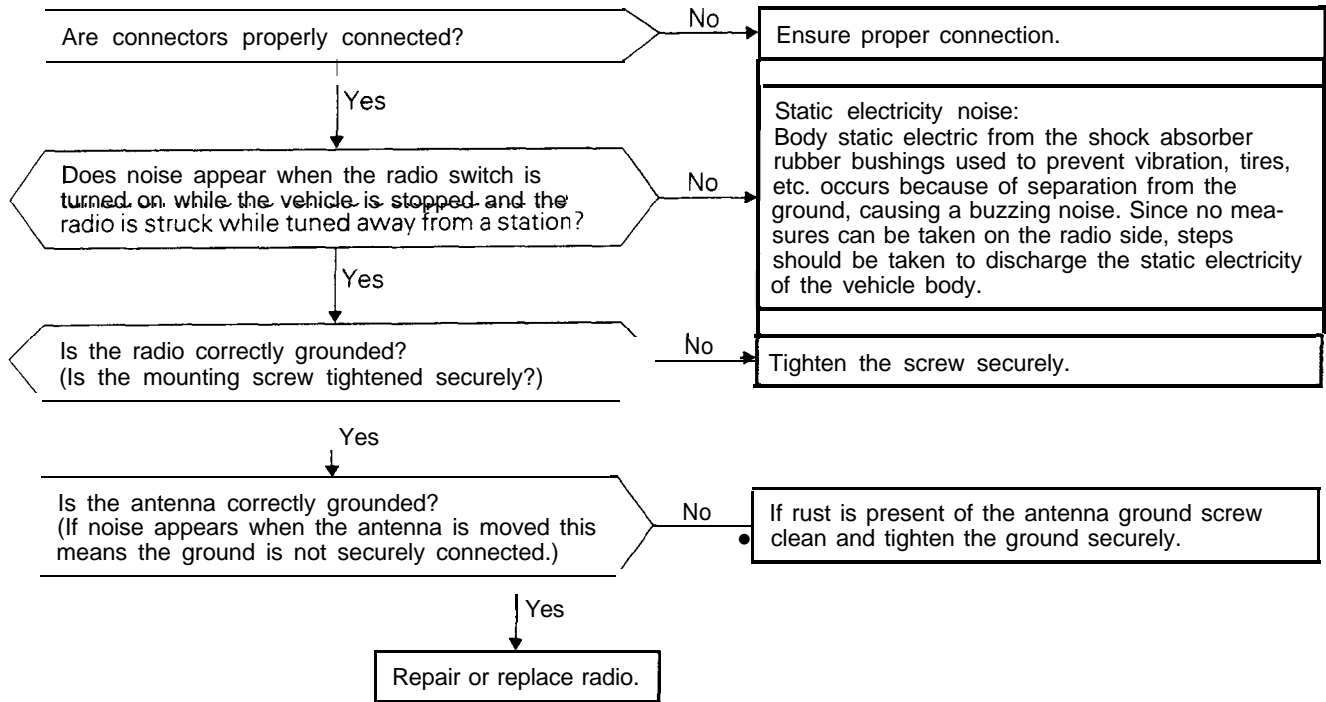 Are connectors properly connected?
No
Ensure proper connection.
Yes
Static electricity noise:
Body static electric from the shock absorber
rubber bushings used to prevent vibration, tires,
etc. occurs because of separation from the
ground, causing a buzzing noise. Since no mea-
sures can be taken on the radio side, steps
should be taken to discharge the static electricity
of the vehicle body.
Does noise appear when the radio switch is
turned on while the vehicle is stopped and the
radio is struck while tuned away from a station?
No
Yes
Is the radio correctly grounded?
(Is the mounting screw tightened securely?)
No
Tighten the screw securely.
Yes
Is the antenna correctly grounded?
(If noise appears when the antenna is moved this
means the ground is not securely connected.)
No
If rust is present of the antenna ground screw
clean and tighten the ground securely.
Yes
Repair or replace radio.